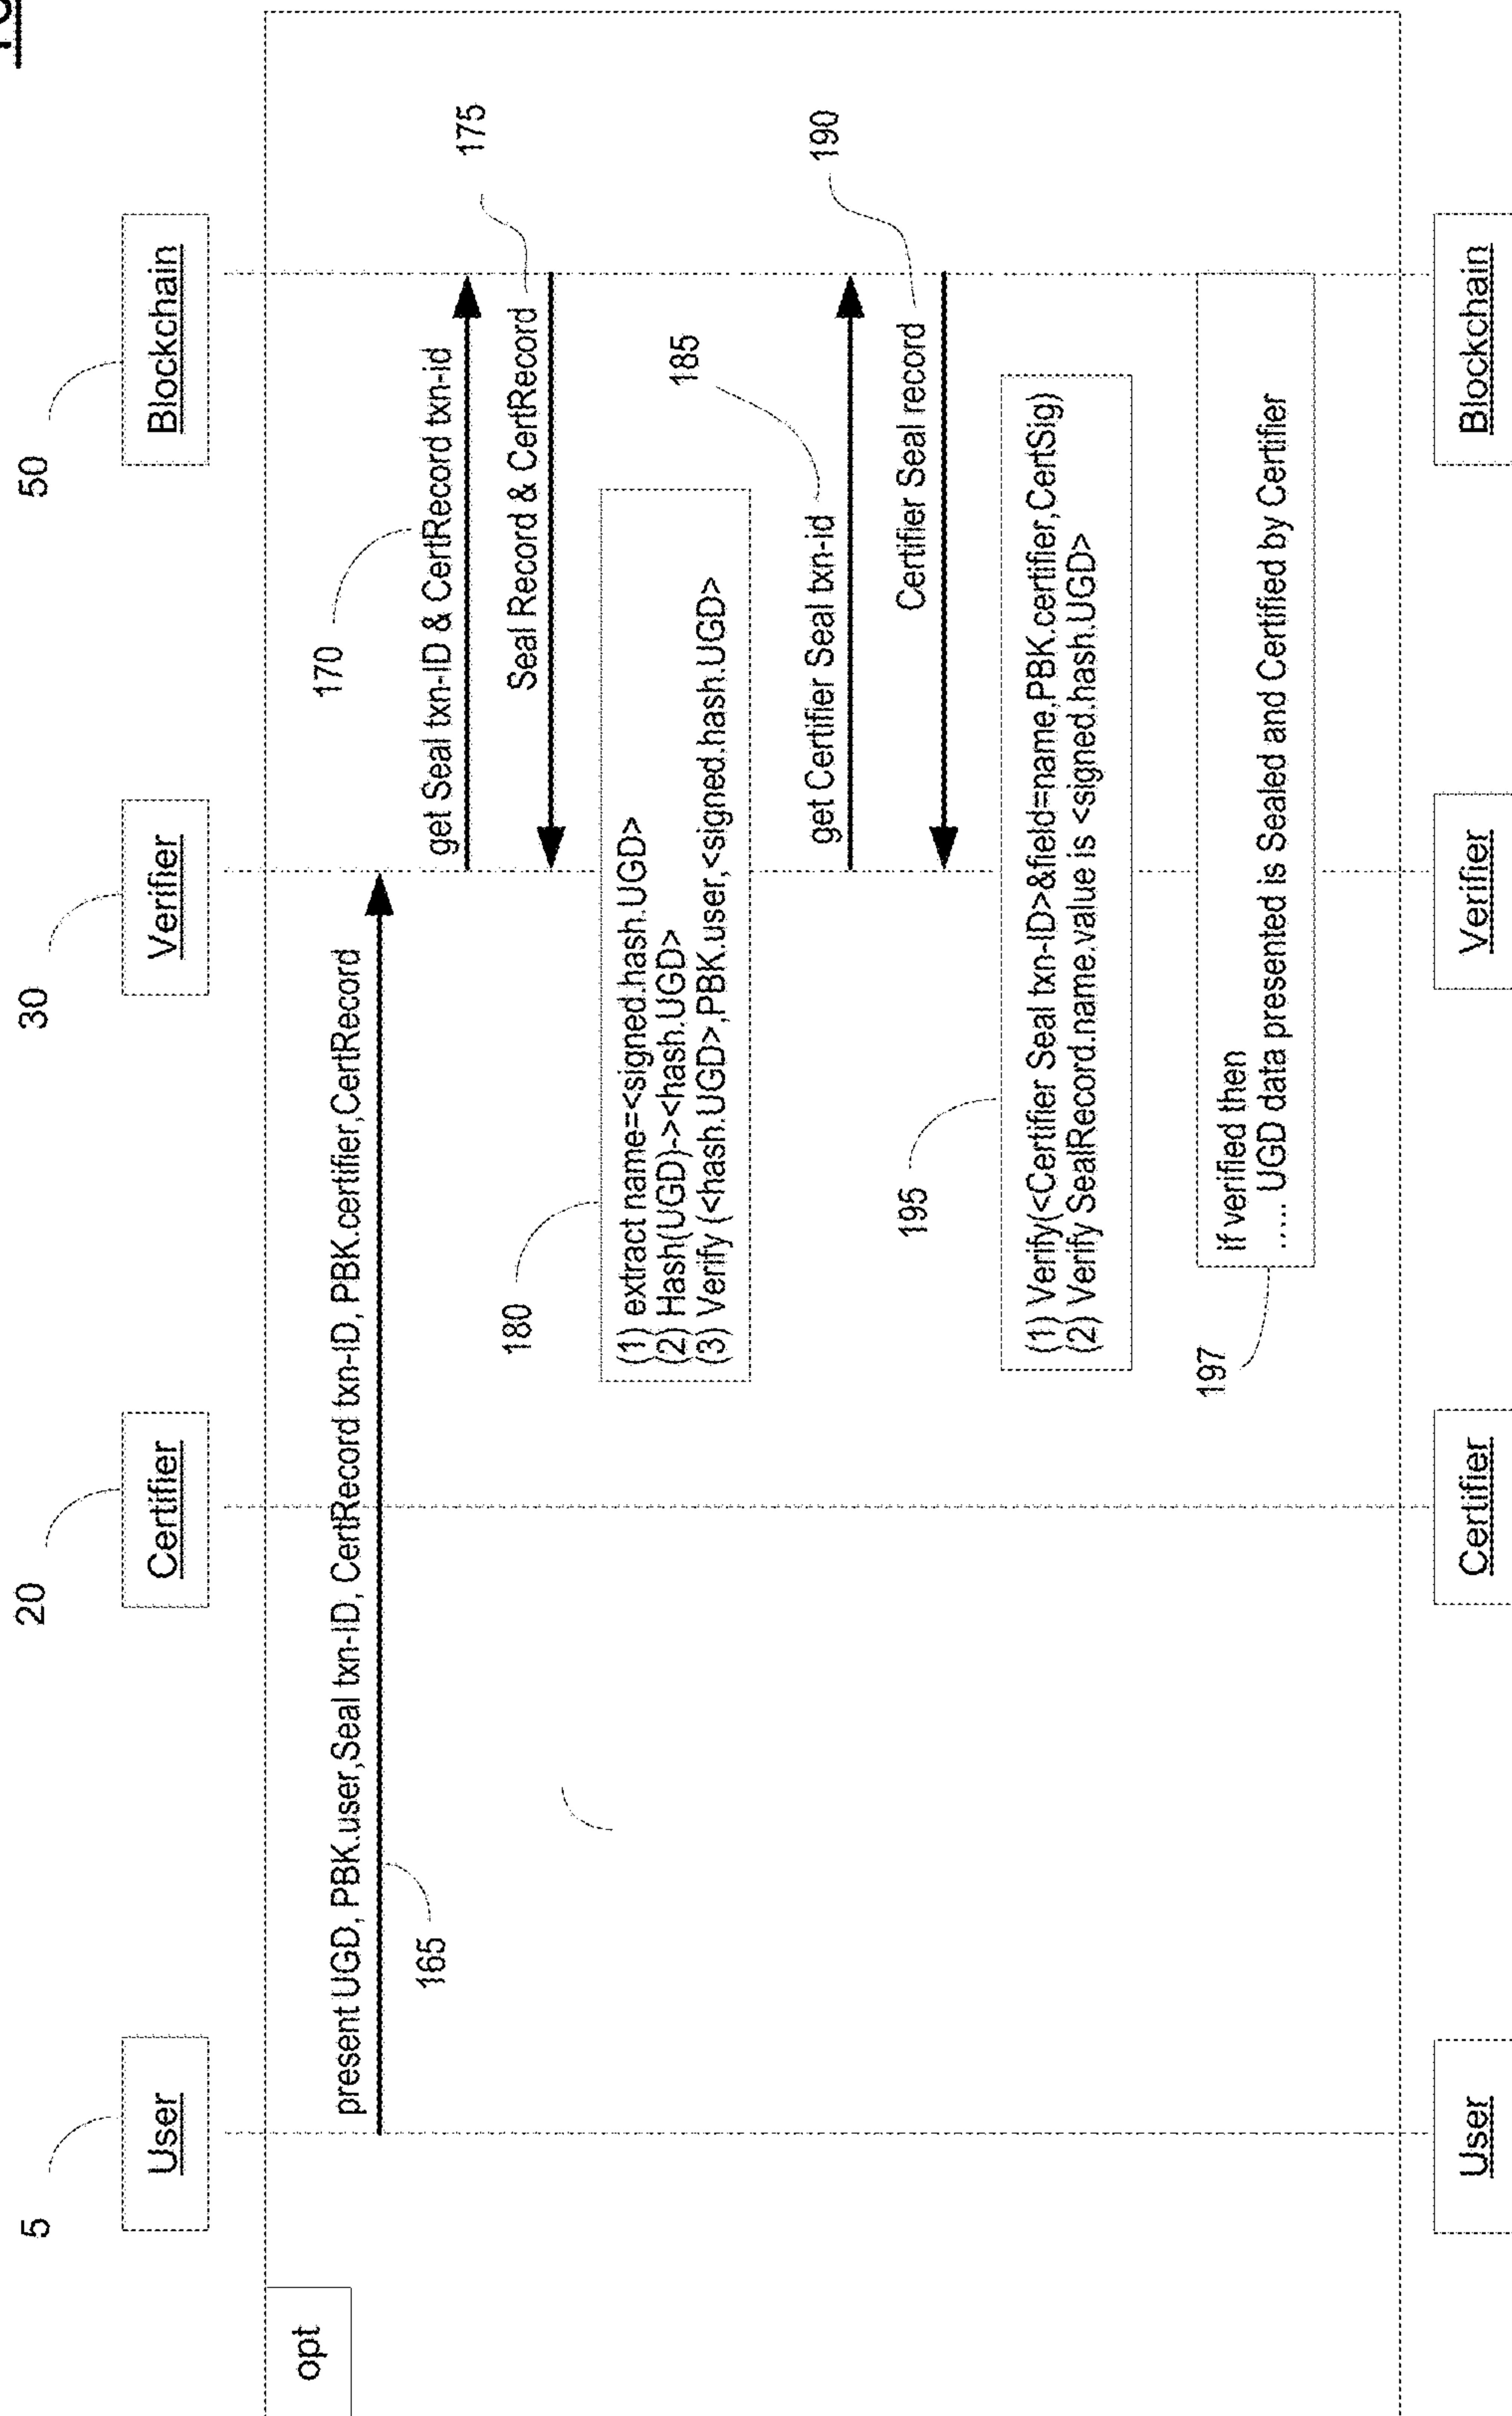 5
20
30
50
User
Certifier
Verifier
Blockchain
opt
present UGD, PBK.user,Seal txn-ID, CertRecord txn-ID, PBK.certifier,CertRecord
165
170
get Seal txn-ID & CertRecord txn-id
175
Seal Record & CertRecord
180
(1) extract name=<signed.hash.UGD>
(2) Hash(UGD)-><hash.UGD>
(3) Verify (<hash.UGD>,PBK.user,<signed.hash.UGD>
185
get Certifier Seal txn-id
190
Certifier Seal record
195
(1) Verify(<Certifier Seal txn-ID>&field=name,PBK.certifier,CertSig)
(2) Verify SealRecord.name.value is <signed.hash.UGD>
197
if verified then
..... UGD data presented is Sealed and Certified by Certifier
User
Certifier
Verifier
Blockchain